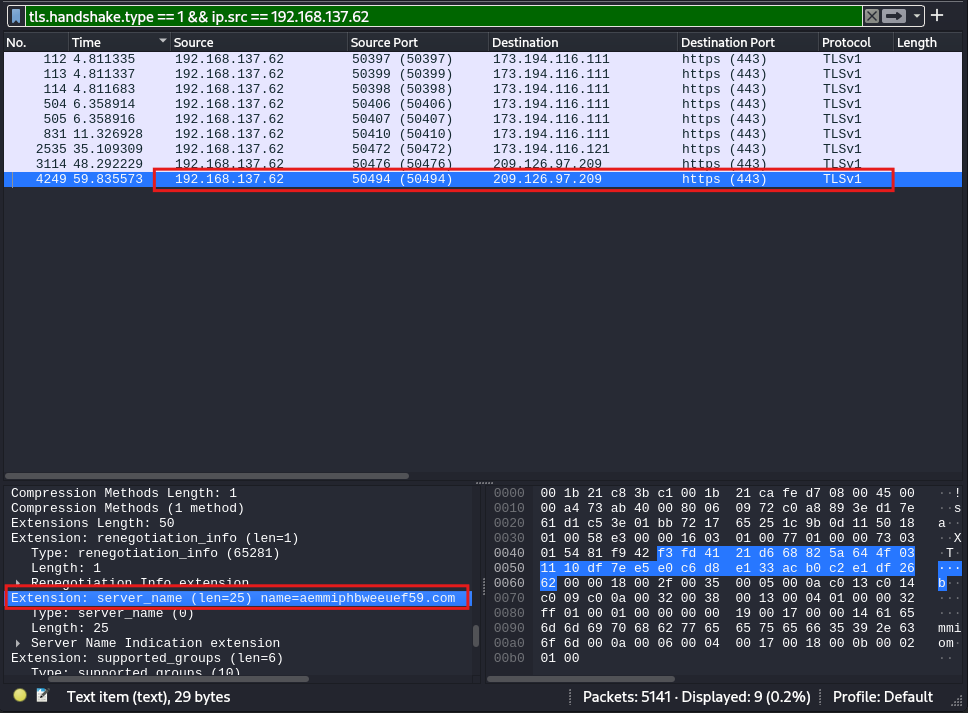 tls.handshake.type == 1 && ip.src == 192.168.137.62
No. Time Source Source Port Destination Destination Port Protocol Length
112 4.811335 192.168.137.62 50397 (50397) 173.194.116.111 https (443) TLSv1
113 4.811337 192.168.137.62 50399 (50399) 173.194.116.111 https (443) TLSv1
114 4.811683 192.168.137.62 50398 (50398) 173.194.116.111 https (443) TLSv1
504 6.358914 192.168.137.62 50406 (50406) 173.194.116.111 https (443) TLSv1
505 6.358916 192.168.137.62 50407 (50407) 173.194.116.111 https (443) TLSv1
831 11.326928 192.168.137.62 50410 (50410) 173.194.116.111 https (443) TLSv1
2535 35.109309 192.168.137.62 50472 (50472) 173.194.116.121 https (443) TLSv1
3114 48.292229 192.168.137.62 50476 (50476) 209.126.97.209 https (443) TLSv1
4249 59.835573 192.168.137.62 50494 (50494) 209.126.97.209 https (443) TLSv1
Compression Methods Length: 1
Compression Methods (1 method)
Extensions Length: 50
Extension: renegotiation_info (len=1)
Type: renegotiation_info (65281)
Length: 1
Renegotiation Info extension
Extension: server_name (len=25) name=aemmiphbweeuef59.com
Type: server_name (0)
Length: 25
Server Name Indication extension
Extension: supported_groups (len=6)
Type: supported_groups (10)
0000 00 1b 21 c8 3b c1 00 1b 21 ca fe d7 08 00 45 00 ··!
0010 00 a4 73 ab 40 00 80 06 09 72 c0 a8 89 3e d1 7e ··s
0020 61 d1 c5 3e 01 bb 72 17 65 25 1c 9b 0d 11 50 18 a··
0030 01 00 58 e3 00 00 16 03 01 00 77 01 00 00 73 03 ··X
0040 01 54 81 f9 42 f3 fd 41 21 d6 68 82 5a 64 4f 03 ·T·
0050 11 10 df 7e e5 e0 c6 d8 e1 33 ac b0 c2 e1 df 26 ···
0060 62 00 00 18 00 2f 00 35 00 05 00 0a c0 13 c0 14 b··
0070 c0 09 c0 0a 00 32 00 38 00 13 00 04 01 00 00 32 ···
0080 ff 01 00 01 00 00 00 00 19 00 17 00 00 14 61 65 ···
0090 6d 6d 69 70 68 62 77 65 65 75 65 66 35 39 2e 63 mmi
00a0 6f 6d 00 0a 00 06 00 04 00 17 00 18 00 0b 00 02 om·
00b0 01 00 ··
Text item (text), 29 bytes
Packets: 5141 · Displayed: 9 (0.2%)
Profile: Default